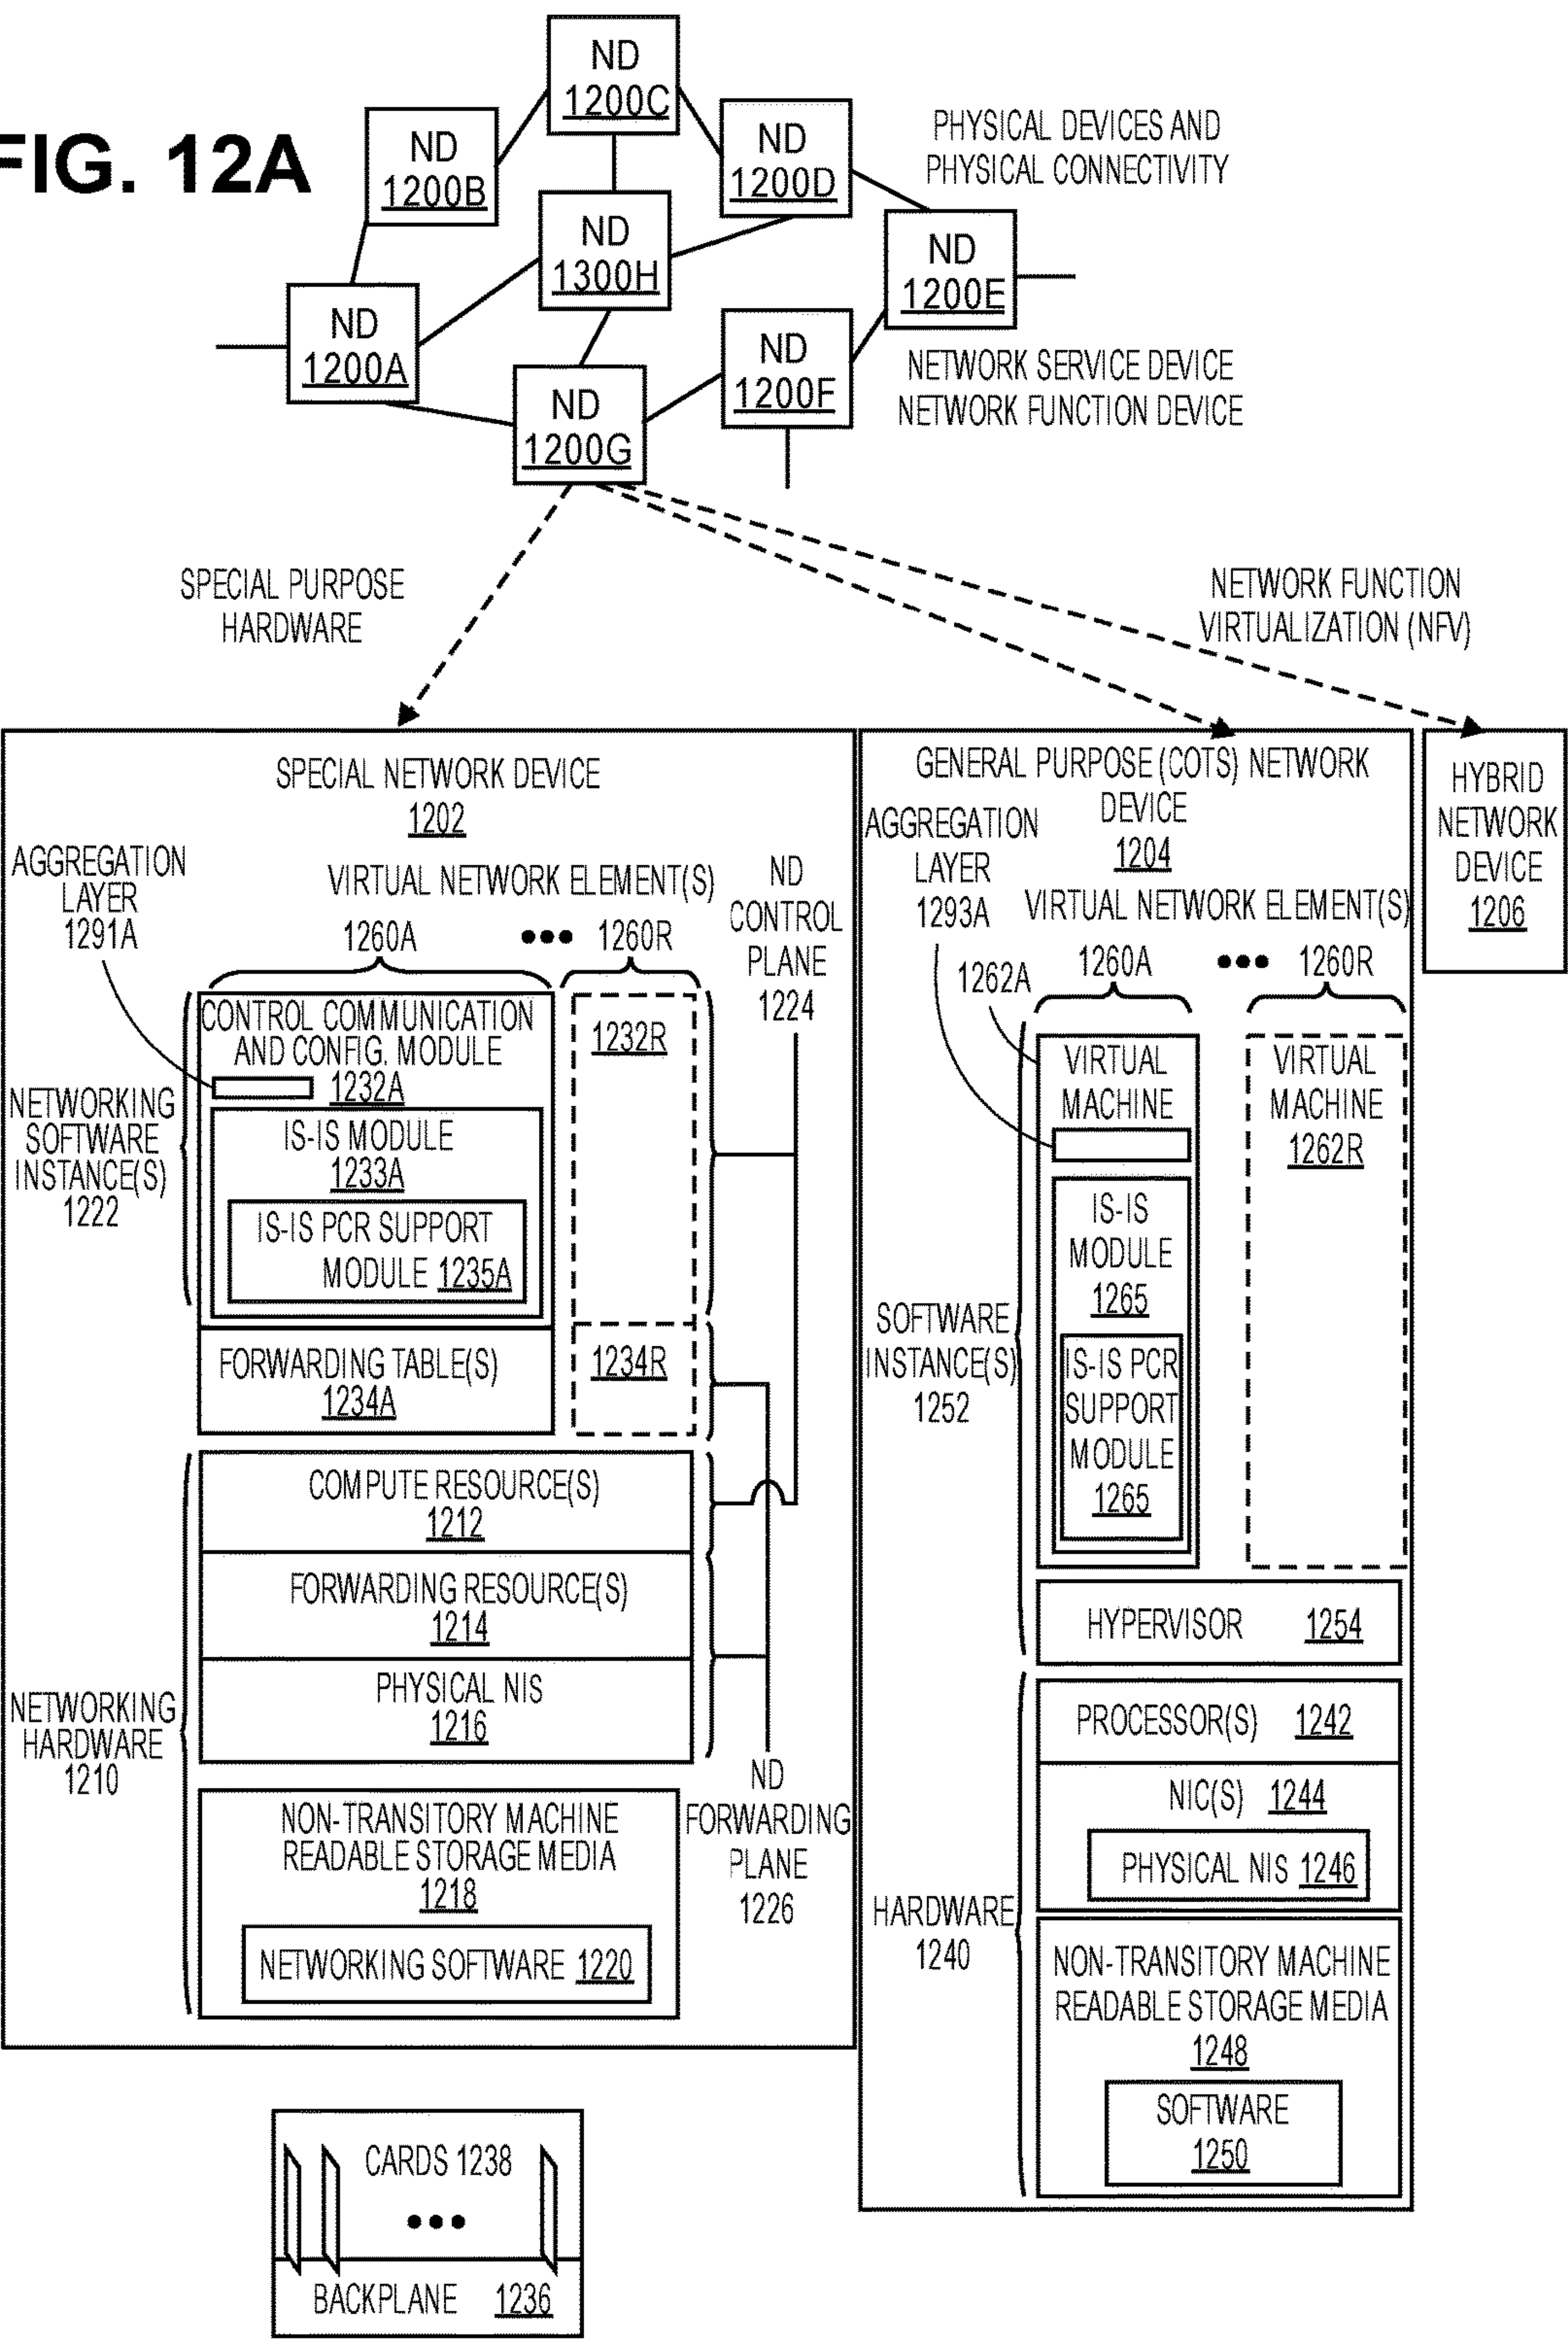 FIG. 12A
ND
1200C
ND
1200B
ND
1200D
PHYSICAL DEVICES AND
PHYSICAL CONNECTIVITY
ND
1300H
ND
1200E
ND
1200A
ND
1200F
NETWORK SERVICE DEVICE
NETWORK FUNCTION DEVICE
ND
1200G
SPECIAL PURPOSE
HARDWARE
NETWORK FUNCTION
VIRTUALIZATION (NFV)
SPECIAL NETWORK DEVICE
1202
AGGREGATION
LAYER
1291A
VIRTUAL NETWORK ELEMENT(S)
1260A
••• 1260R
ND
CONTROL
PLANE
1224
CONTROL COMMUNICATION
AND CONFIG. MODULE
1232A
1232R
NETWORKING
SOFTWARE
INSTANCE(S)
1222
IS-IS MODULE
1233A
IS-IS PCR SUPPORT
MODULE 1235A
FORWARDING TABLE(S)
1234A
1234R
COMPUTE RESOURCE(S)
1212
FORWARDING RESOURCE(S)
1214
PHYSICAL NIS
1216
NETWORKING
HARDWARE
1210
NON-TRANSITORY MACHINE
READABLE STORAGE MEDIA
1218
NETWORKING SOFTWARE 1220
ND
FORWARDING
PLANE
1226
CARDS 1238
•••
BACKPLANE 1236
GENERAL PURPOSE (COTS) NETWORK
DEVICE
1204
AGGREGATION
LAYER
1293A
VIRTUAL NETWORK ELEMENT(S)
1262A
1260A
••• 1260R
VIRTUAL
MACHINE
VIRTUAL
MACHINE
1262R
IS-IS
MODULE
1265
SOFTWARE
INSTANCE(S)
1252
IS-IS PCR
SUPPORT
MODULE
1265
HYPERVISOR 1254
PROCESSOR(S) 1242
NIC(S) 1244
PHYSICAL NIS 1246
HARDWARE
1240
NON-TRANSITORY MACHINE
READABLE STORAGE MEDIA
1248
SOFTWARE
1250
HYBRID
NETWORK
DEVICE
1206